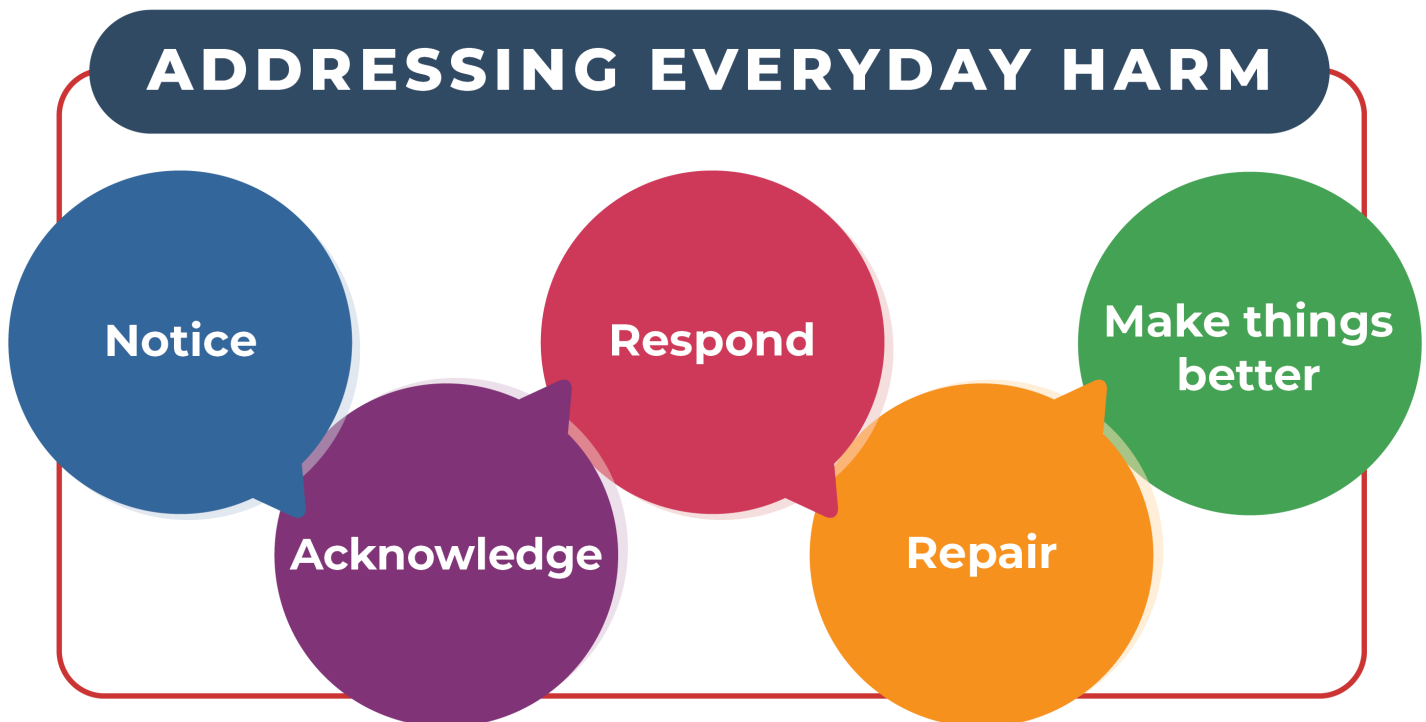 ADDRESSING EVERYDAY HARM
Notice
Acknowledge
Respond
Repair
Make things
better